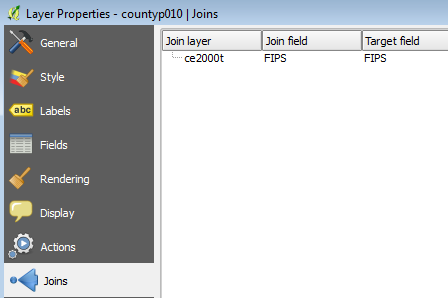 Layer Properties - countyp010 | Joins
General
Style
abc Labels
Fields
Rendering
Display
Actions
Joins
Join layer Join field Target field
ce2000t FIPS FIPS